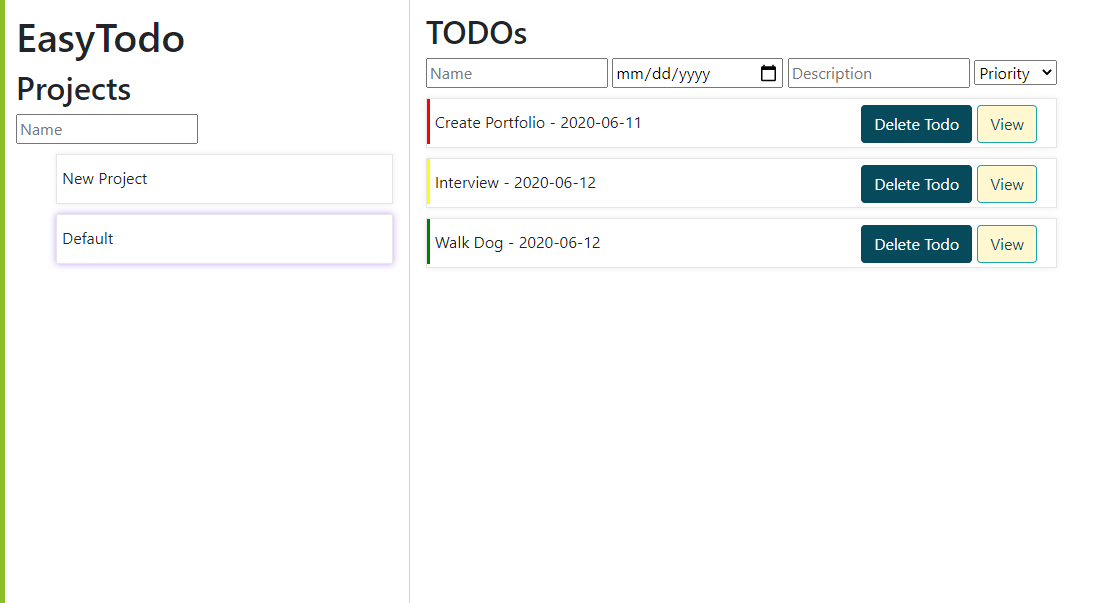 EasyTodo
Projects
Name
New Project
Default
TODOs
Name mm/dd/yyyy Description Priority
Create Portfolio - 2020-06-11 Delete Todo View
Interview - 2020-06-12 Delete Todo View
Walk Dog - 2020-06-12 Delete Todo View